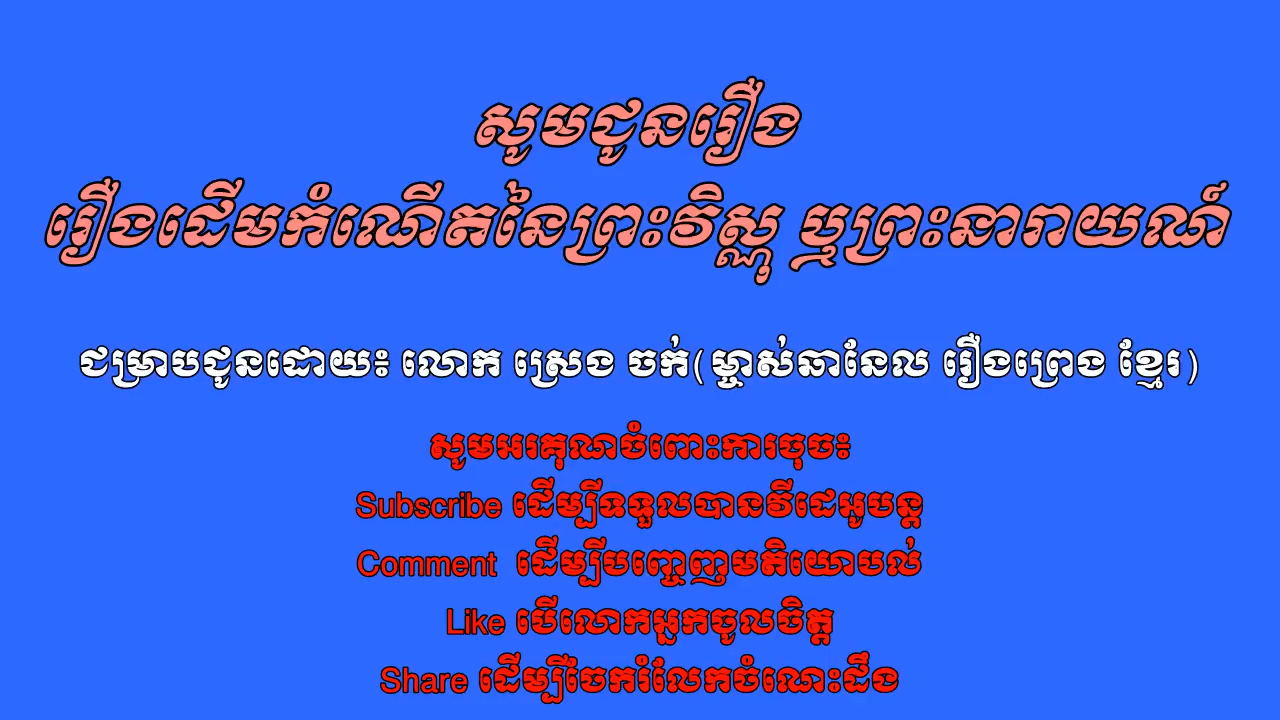 សូមជូនរឿង
រឿងដើមកំណើតនៃព្រះវិស្ណុ ឬព្រះនារាយណ៍
ជម្រាបជូនដោយ៖ លោក ស្រេង ចក់(ម្ចាស់ឆានែល រឿងព្រេង ខ្មែរ)
សូមអរគុណចំពោះការចុច៖
Subscribe ដើម្បីទទួលបានវីដេអូបន្ត
Comment ដើម្បីបញ្ចេញមតិយោបល់
Like បើលោកអ្នកចូលចិត្ត
Share ដើម្បីចែករំលែកចំណេះដឹង